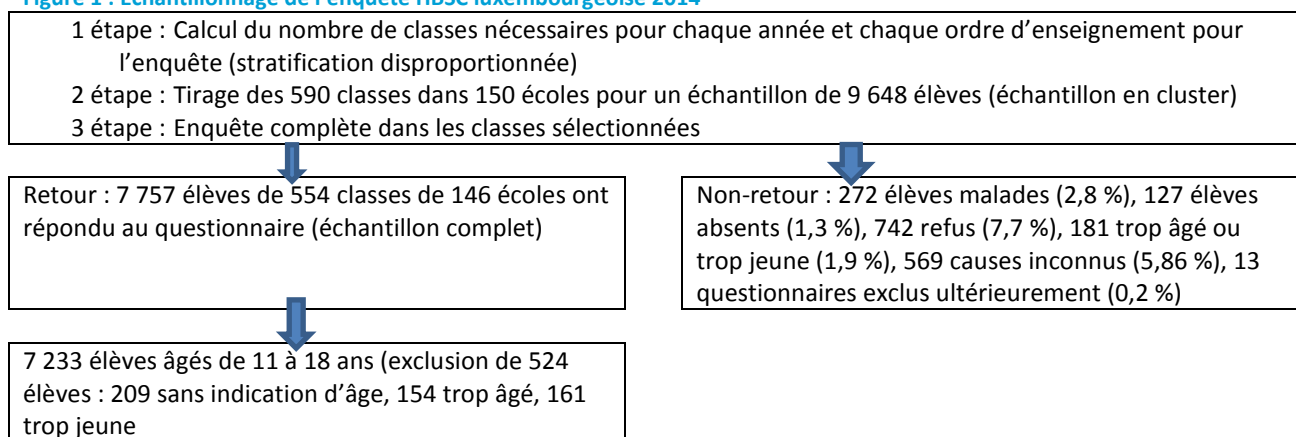 Figure 1 : Echantillonnage de l'enquête HBSC luxembourgeoise 2014
1 étape : Calcul du nombre de classes nécessaires pour chaque année et chaque ordre d'enseignement pour
l'enquête (stratification disproportionnée)
2 étape : Tirage des 590 classes dans 150 écoles pour un échantillon de 9 648 élèves (échantillon en cluster)
3 étape : Enquête complète dans les classes sélectionnées
Retour : 7 757 élèves de 554 classes de 146 écoles ont
répondu au questionnaire (échantillon complet)
Non-retour : 272 élèves malades (2,8 %), 127 élèves
absents (1,3 %), 742 refus (7,7 %), 181 trop âgé ou
trop jeune (1,9 %), 569 causes inconnus (5,86 %), 13
questionnaires exclus ultérieurement (0,2 %)
7 233 élèves âgés de 11 à 18 ans (exclusion de 524
élèves : 209 sans indication d'âge, 154 trop âgé, 161
trop jeune